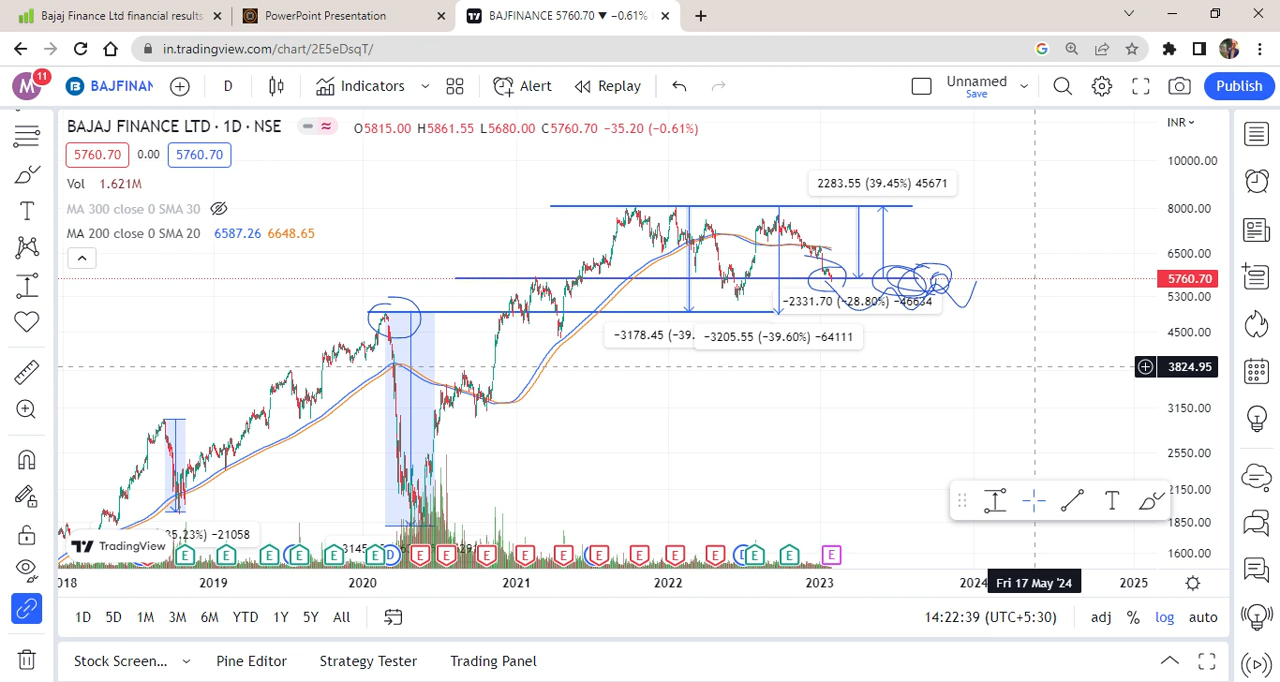 Bajaj Finance Ltd financial results
PowerPoint Presentation
BAJFINANCE 5760.70 ▼ −0.61%
in.tradingview.com/chart/2E5eDsqT/
M
11
BAJFINAN
D
Indicators
Alert
Replay
Unnamed
Save
Publish
BAJAJ FINANCE LTD · 1D · NSE
O5815.00 H5861.55 L5680.00 C5760.70 −35.20 (−0.61%)
INR
5760.70
0.00
5760.70
Vol 1.621M
MA 300 close 0 SMA 30
MA 200 close 0 SMA 20 6587.26 6648.65
2283.55 (39.45%) 45671
−2331.70 (−28.80%) −46634
−3178.45 (−39.
−3205.55 (−39.60%) −64111
35.23%) −21058
10000.00
8000.00
6500.00
5760.70
5300.00
4500.00
3824.95
3150.00
2550.00
2150.00
1850.00
1600.00
TradingView
E E E E E E D E E E E E E E E E D E E E
2018 2019 2020 2021 2022 2023 2024 Fri 17 May '24 2025
1D 5D 1M 3M 6M YTD 1Y 5Y All
14:22:39 (UTC+5:30)
adj % log auto
Stock Screen...
Pine Editor
Strategy Tester
Trading Panel